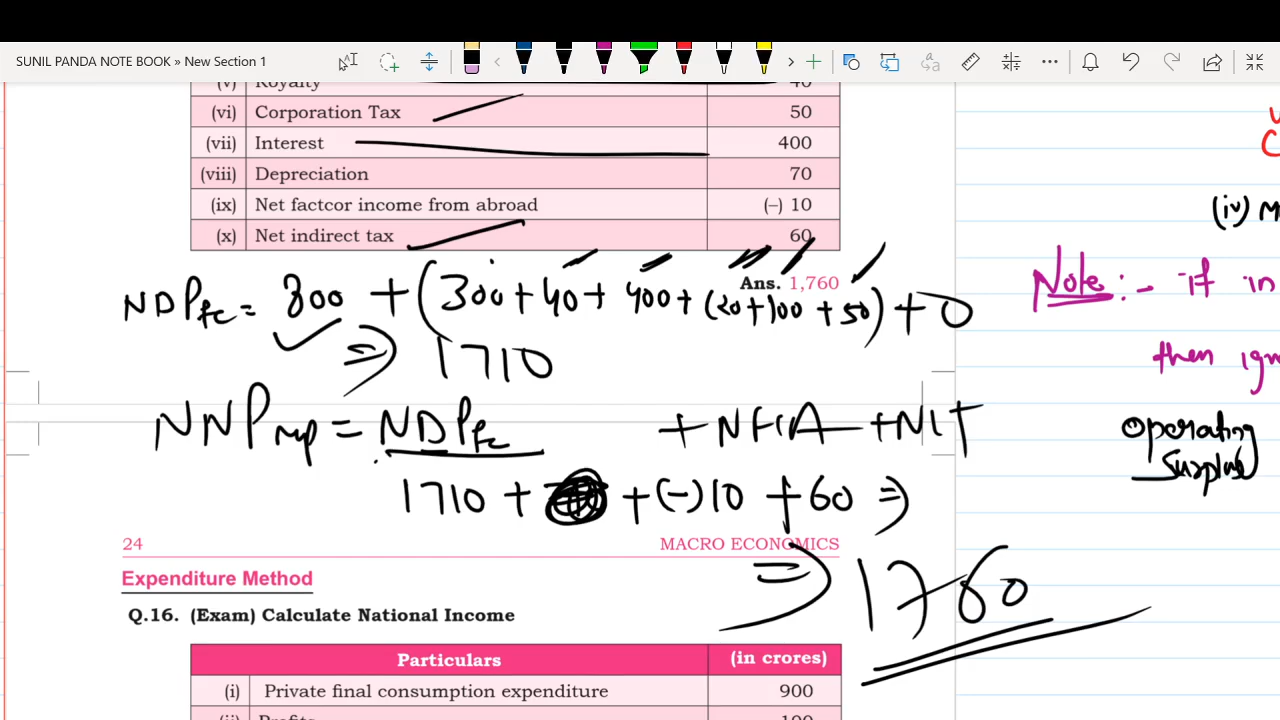 SUNIL PANDA NOTE BOOK » New Section 1
(v) Royalty 40
(vi) Corporation Tax 50
(vii) Interest 400
(viii) Depreciation 70
(ix) Net factcor income from abroad (–) 10
(x) Net indirect tax 60
Ans. 1,760
NDPfc = 800 + (300 + 40 + 400 + (20 + 100 + 50) + 0
⇒ 1710
NNPmp = NDPfc + NFIA + NIT
1710 + + (-) 10 + 60 ⇒
24 MACRO ECONOMICS
⇒ 1760
Expenditure Method
Q.16. (Exam) Calculate National Income
Particulars (in crores)
(i) Private final consumption expenditure 900
(ii) Profits 100
(iv) M
Note :- if in
then ign
operating
surplus